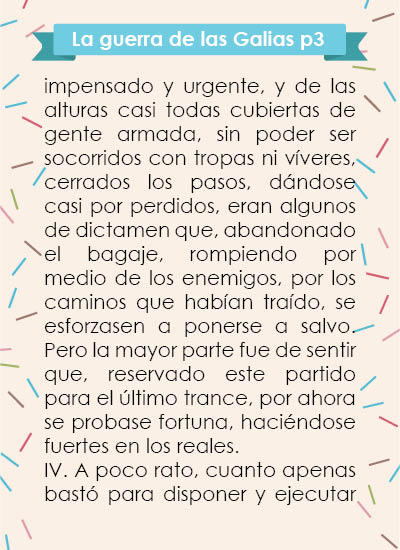 La guerra de las Galias p3
impensado y urgente, y de las
alturas casi todas cubiertas de
gente armada, sin poder ser
socorridos con tropas ni víveres,
cerrados los pasos, dándose
casi por perdidos, eran algunos
de dictamen que, abandonado
el bagaje, rompiendo por
medio de los enemigos, por los
caminos que habían traído, se
esforzasen a ponerse a salvo.
Pero la mayor parte fue de sentir
que, reservado este partido
para el último trance, por ahora
se probase fortuna, haciéndose
fuertes en los reales.
IV. A poco rato, cuanto apenas
bastó para disponer y ejecutar